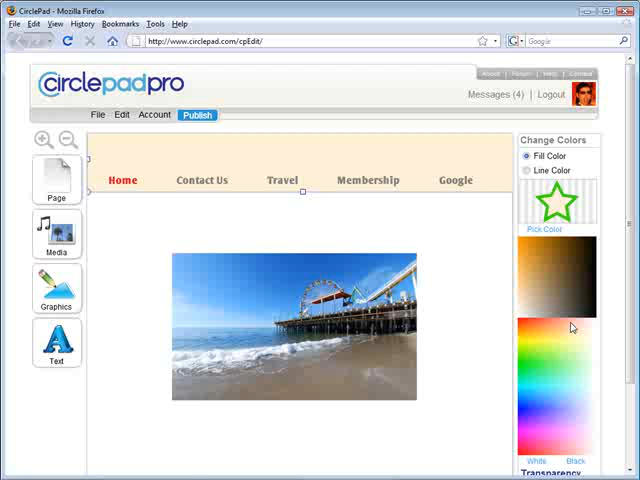 CirclePad - Mozilla Firefox
File Edit View History Bookmarks Tools Help
http://www.circlepad.com/cpEdit/
Google
About | Forum | Help | Contact
circlepadpro
Messages (4) | Logout
File Edit Account Publish
Change Colors
Fill Color
Line Color
Pick Color
White Black
Transparency
Page
Media
Graphics
A
Text
Home Contact Us Travel Membership Google